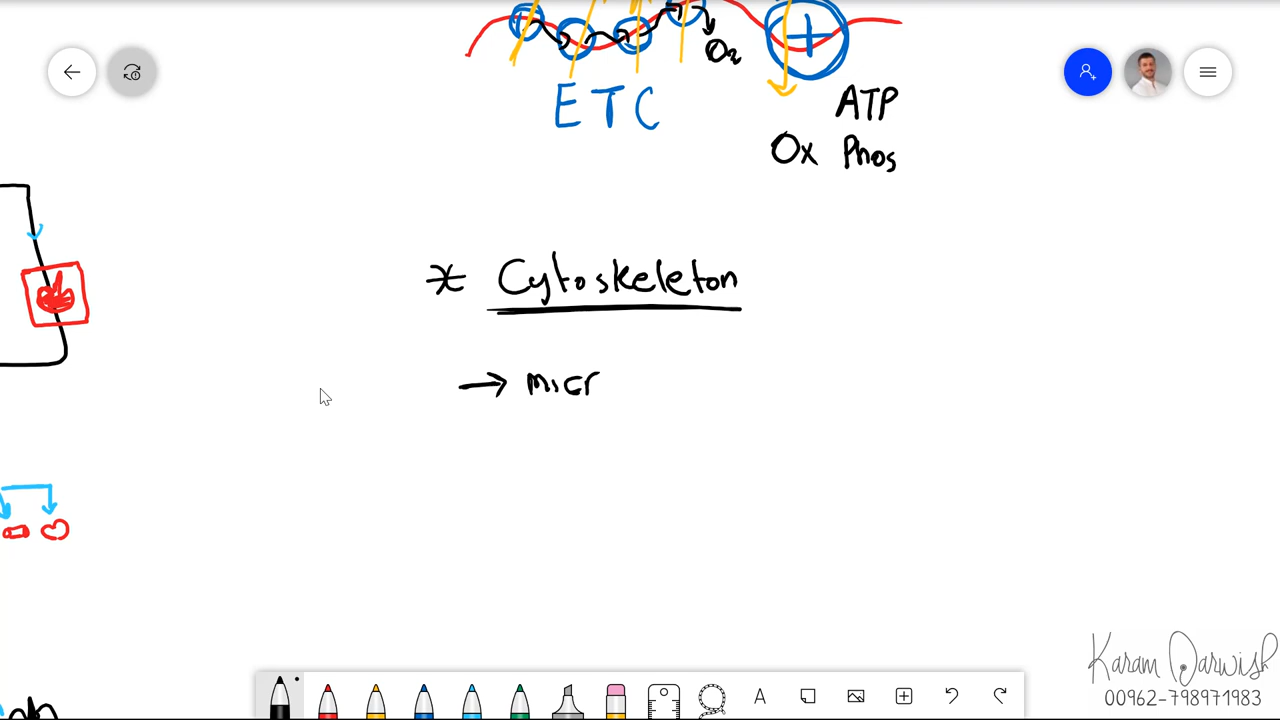 O₂
ETC
ATP
Ox Phos
* Cytoskeleton
→ micr
A
Karam Darwish
00962-798971983